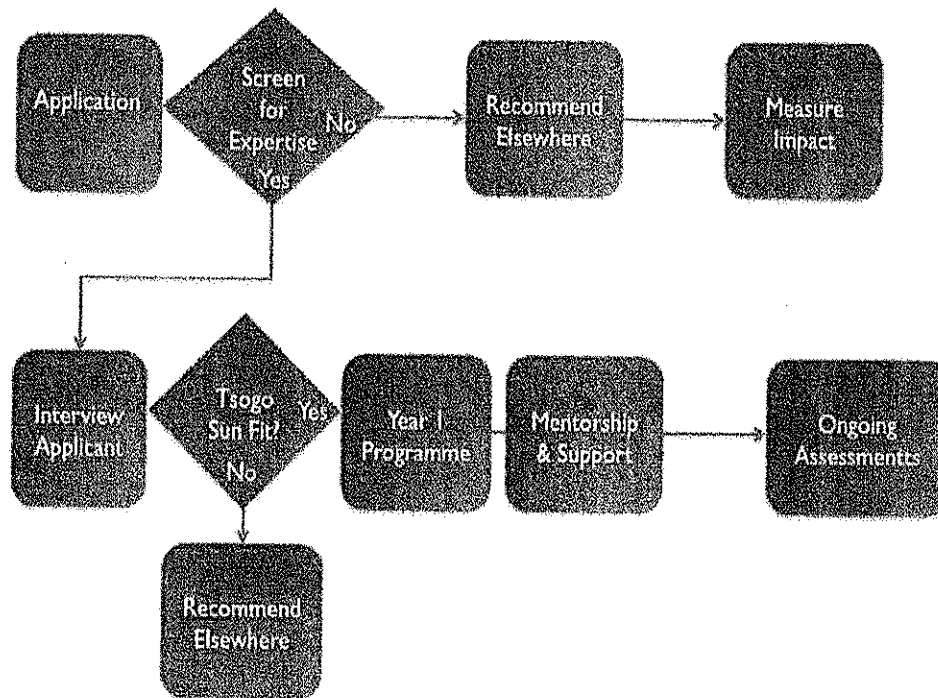 Application
Screen
for
Expertise
No
Yes
Recommend
Elsewhere
Measure
Impact
Interview
Applicant
Tsogo
Sun Fit?
Yes
No
Year 1
Programme
Mentorship
& Support
Ongoing
Assessmentts
Recommend
Elsewhere